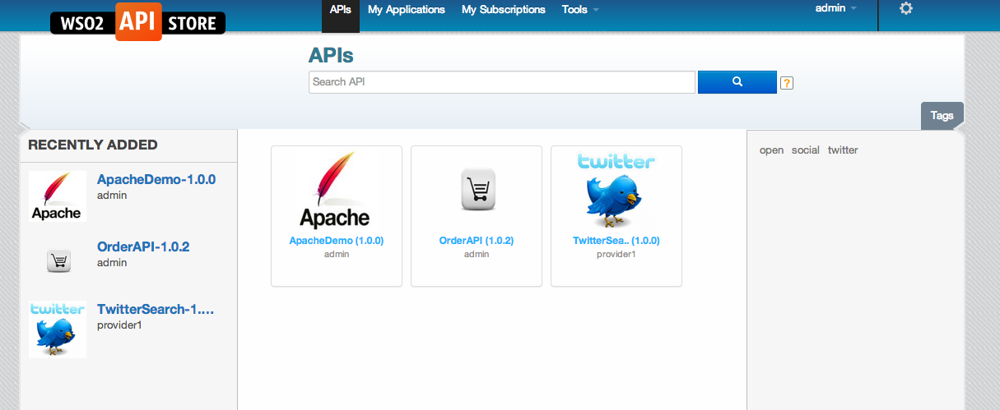 WSO2 API STORE
APIs My Applications My Subscriptions Tools admin
APIs
Search API
?
Tags
RECENTLY ADDED
Apache
ApacheDemo-1.0.0
admin
OrderAPI-1.0.2
admin
twitter
TwitterSearch-1....
provider1
Apache
ApacheDemo (1.0.0)
admin
OrderAPI (1.0.2)
admin
twitter
TwitterSea.. (1.0.0)
provider1
open social twitter